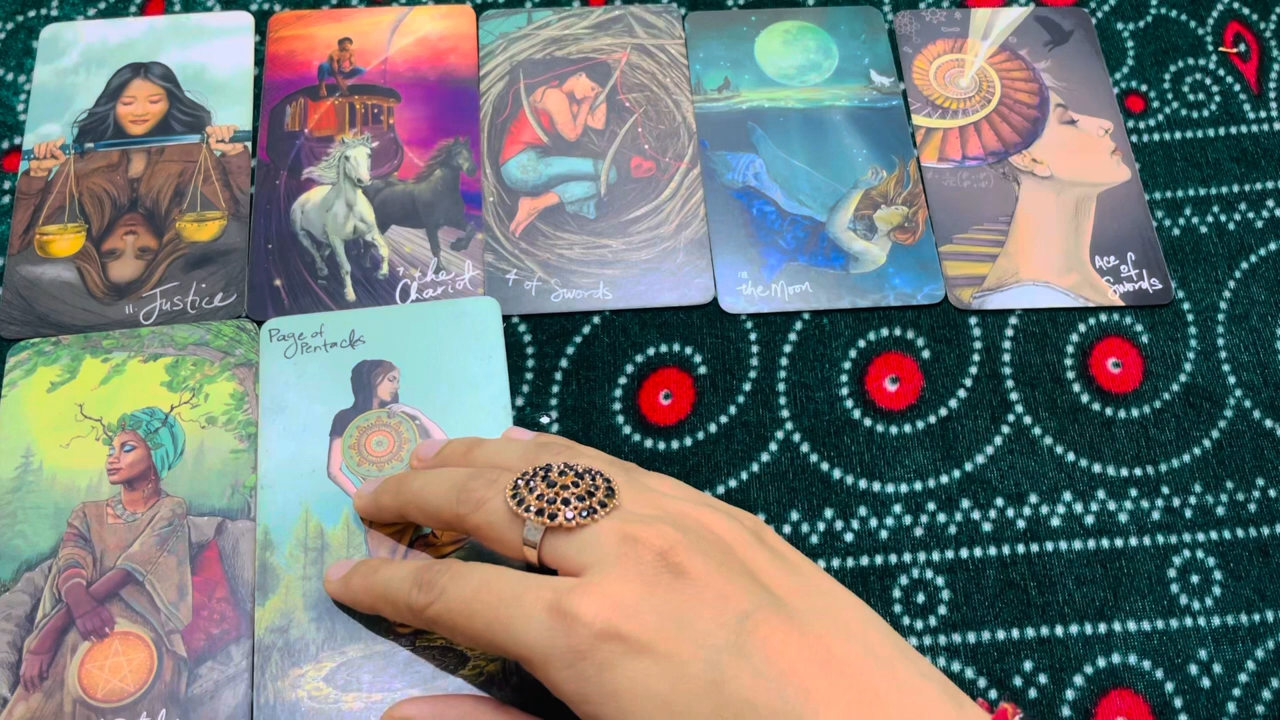 11. Justice
7. the
Chariot
4 of Swords
18.
the Moon
Ace of
Swords
Page of
Pentacles